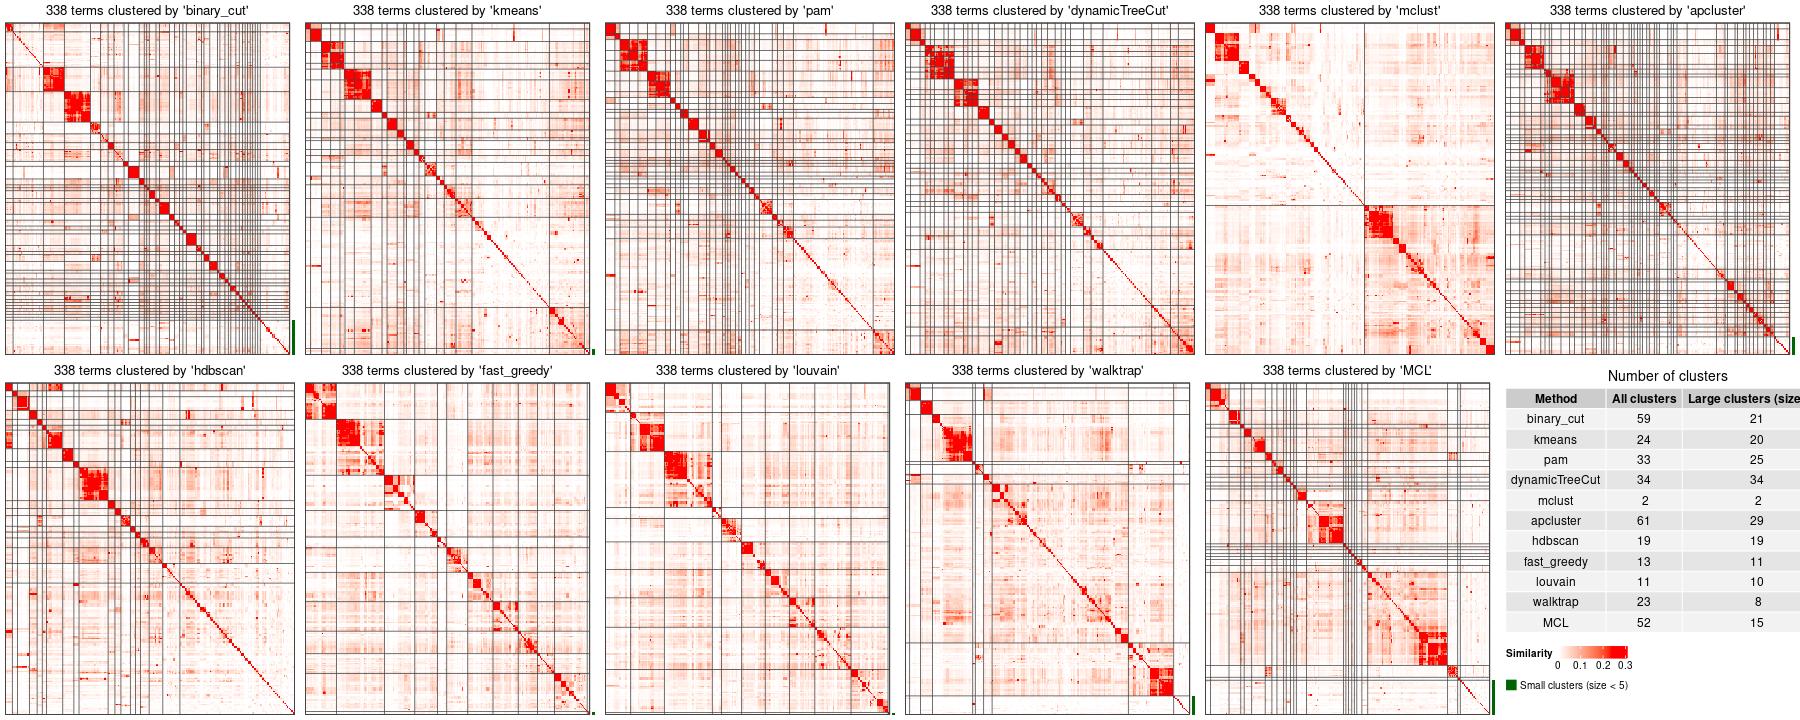 338 terms clustered by 'binary_cut'
338 terms clustered by 'kmeans'
338 terms clustered by 'pam'
338 terms clustered by 'dynamicTreeCut'
338 terms clustered by 'mclust'
338 terms clustered by 'apcluster'
338 terms clustered by 'hdbscan'
338 terms clustered by 'fast_greedy'
338 terms clustered by 'louvain'
338 terms clustered by 'walktrap'
338 terms clustered by 'MCL'
Number of clusters
Method All clusters Large clusters (size
binary_cut 59 21
kmeans 24 20
pam 33 25
dynamicTreeCut 34 34
mclust 2 2
apcluster 61 29
hdbscan 19 19
fast_greedy 13 11
louvain 11 10
walktrap 23 8
MCL 52 15
Similarity
0 0.1 0.2 0.3
Small clusters (size < 5)